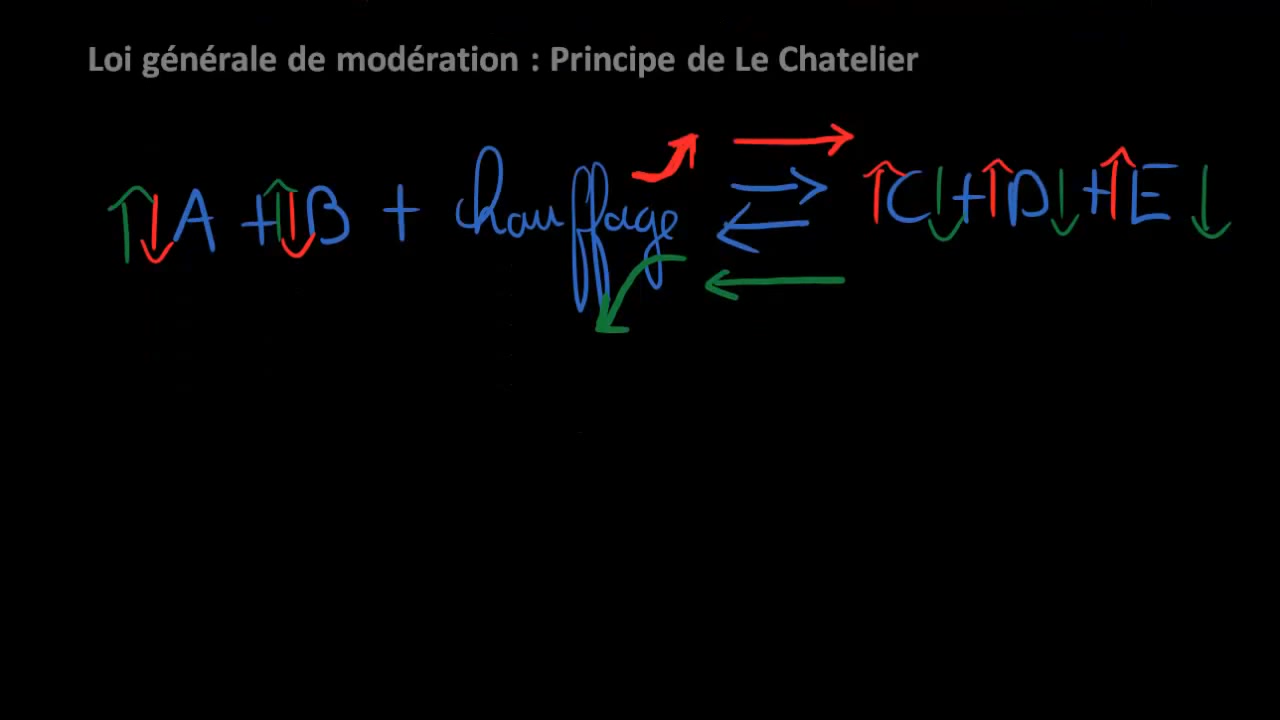 Loi générale de modération : Principe de Le Chatelier
↑↓A + ↑↓B + chauffage ⇌ ↑C↓ + ↑D↓ + ↑E↓